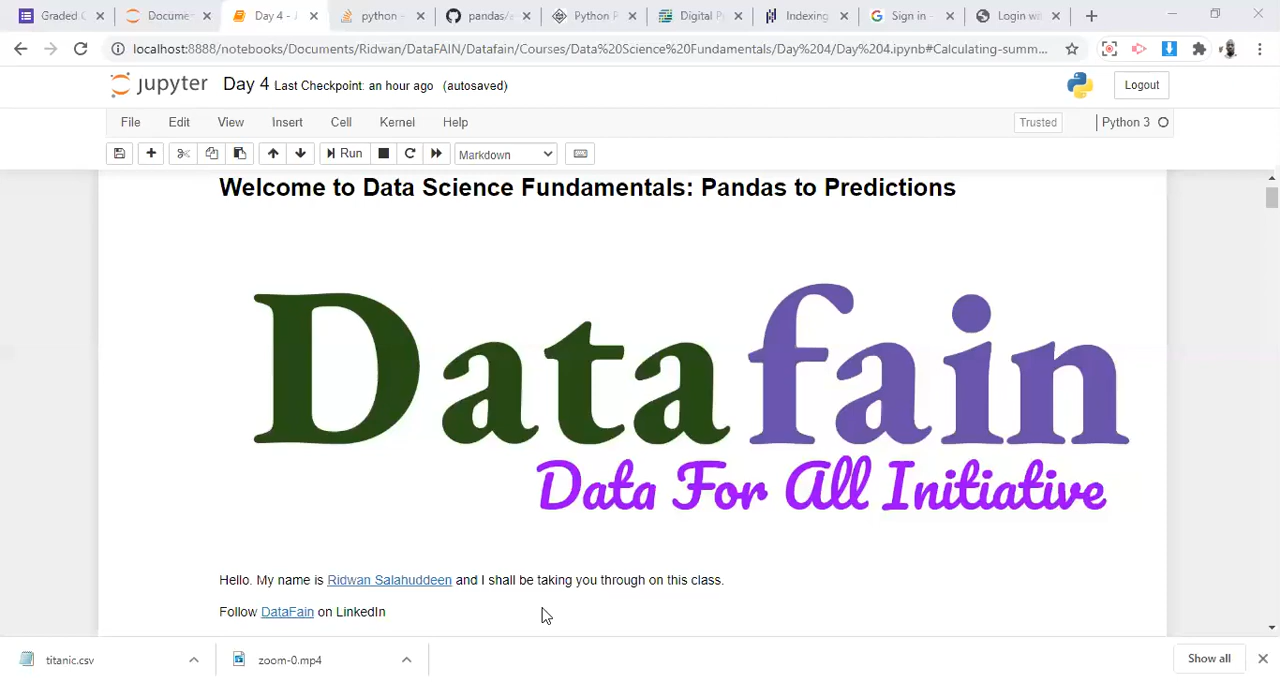 Graded
Docume
Day 4 - J
python -
pandas/
Python
Digital
Indexing
Sign in -
Login wi
localhost:8888/notebooks/Documents/Ridwan/DataFAIN/Datafain/Courses/Data%20Science%20Fundamentals/Day%204/Day%204.ipynb#Calculating-summ...
jupyter Day 4 Last Checkpoint: an hour ago (autosaved)
Logout
File Edit View Insert Cell Kernel Help
Trusted
Python 3
Run
Markdown
Welcome to Data Science Fundamentals: Pandas to Predictions
Datafain
Data For All Initiative
Hello. My name is Ridwan Salahuddeen and I shall be taking you through on this class.
Follow DataFain on LinkedIn
titanic.csv
zoom-0.mp4
Show all